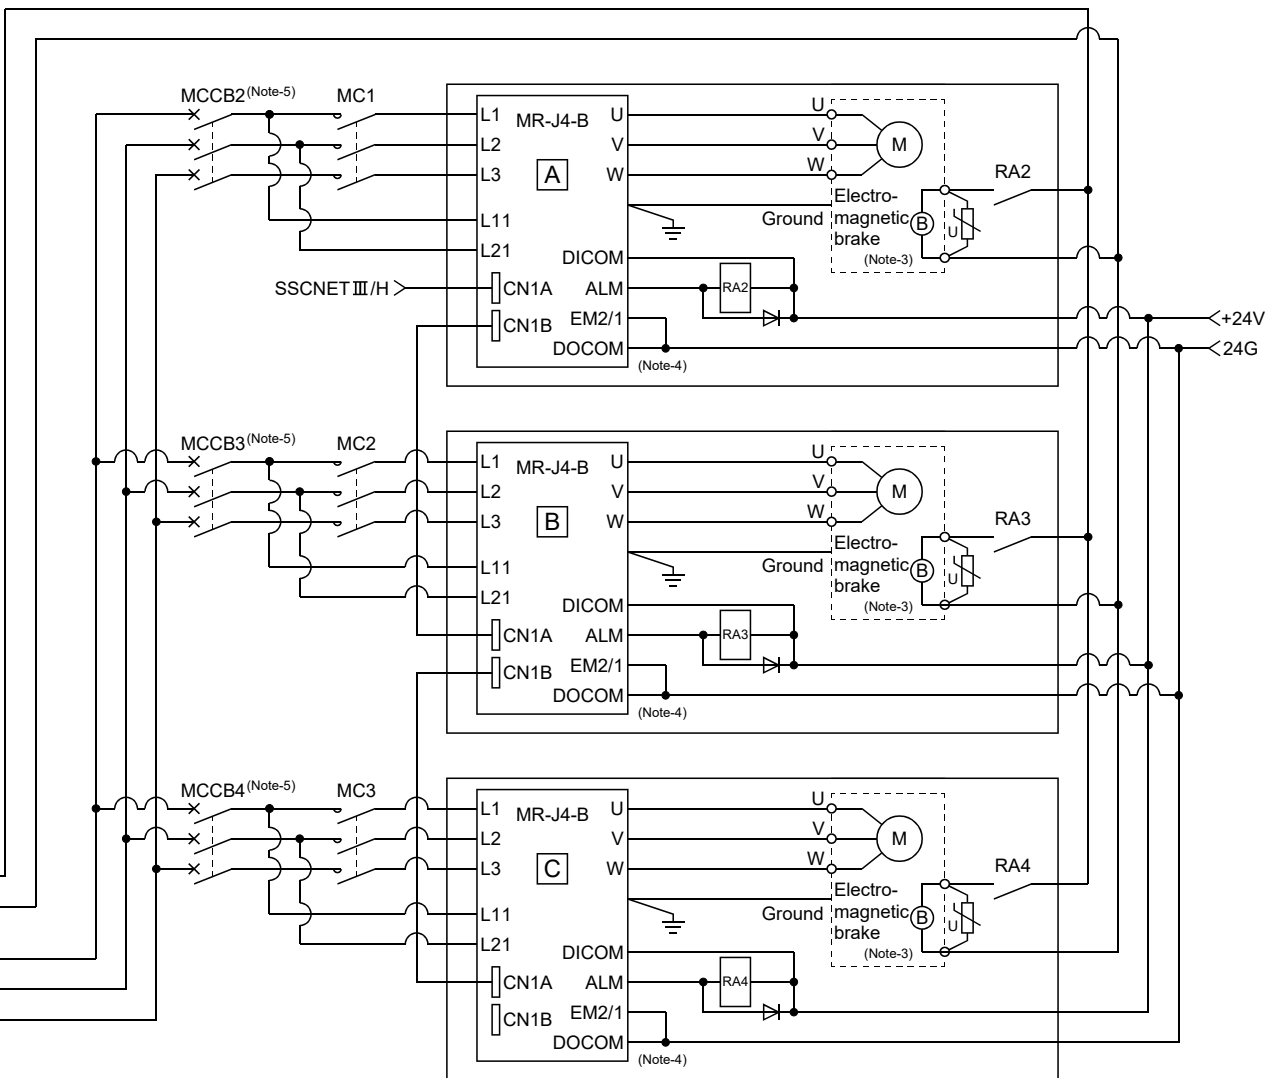 MCCB2 (Note-5) MC1
L1 MR-J4-B U U
L2 V V M
L3 A W W
RA2
Electro-
Ground magnetic B U
brake
(Note-3)
L11
L21 DICOM
SSCNETⅢ/H CN1A ALM RA2
CN1B EM2/1 +24V
DOCOM 24G
(Note-4)
MCCB3 (Note-5) MC2
L1 MR-J4-B U U
L2 V V M
L3 B W W
RA3
Electro-
Ground magnetic B U
brake
(Note-3)
L11
L21 DICOM
CN1A ALM RA3
CN1B EM2/1
DOCOM
(Note-4)
MCCB4 (Note-5) MC3
L1 MR-J4-B U U
L2 V V M
L3 C W W
RA4
Electro-
Ground magnetic B U
brake
(Note-3)
L11
L21 DICOM
CN1A ALM RA4
CN1B EM2/1
DOCOM
(Note-4)